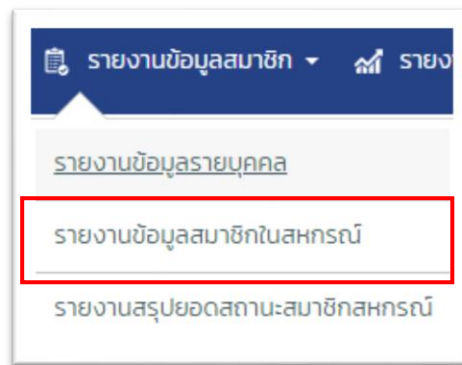 รายงานข้อมูลสมาชิก รายง
รายงานข้อมูลรายบุคคล
รายงานข้อมูลสมาชิกในสหกรณ์
รายงานสรุปยอดสถานะสมาชิกสหกรณ์